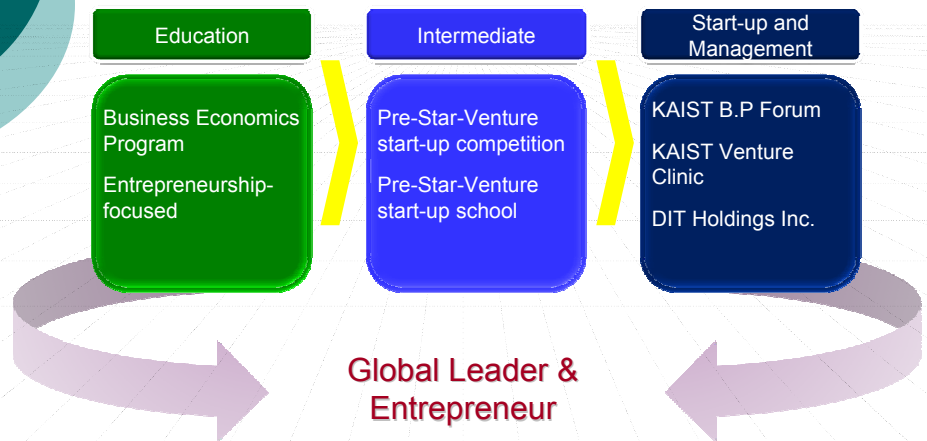 Education
Business Economics
Program
Entrepreneurship-
focused
Intermediate
Pre-Star-Venture
start-up competition
Pre-Star-Venture
start-up school
Start-up and
Management
KAIST B.P Forum
KAIST Venture
Clinic
DIT Holdings Inc.
Global Leader &
Entrepreneur